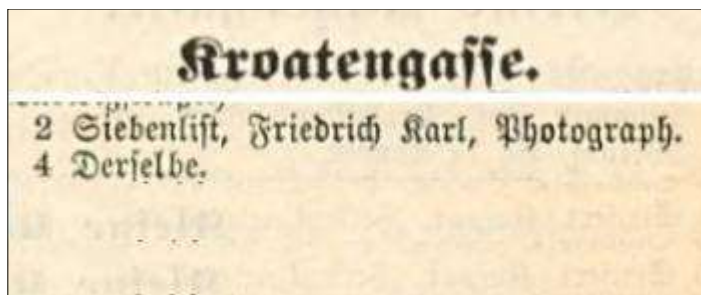 Kroatengasse.
2 Siebenlist, Friedrich Karl, Photograph.
4 Derselbe.